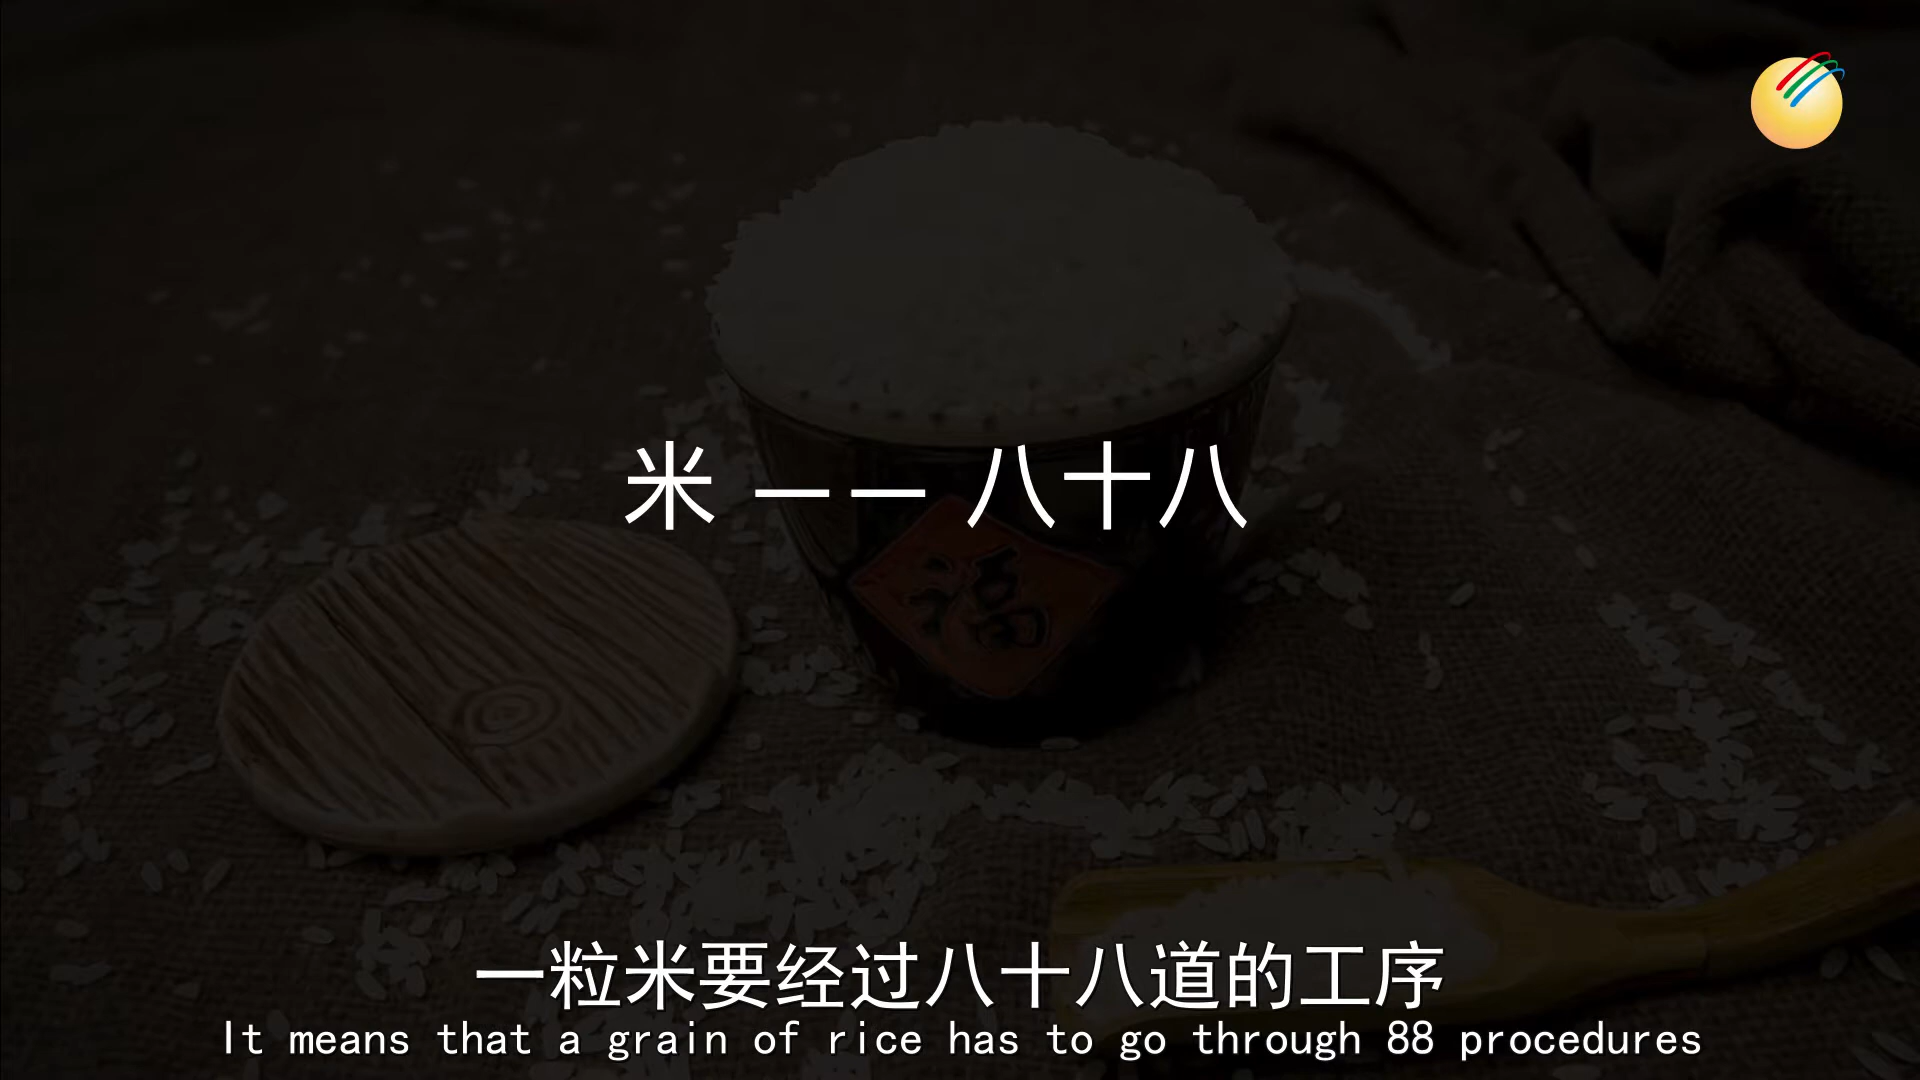 米 —— 八十八
福
一粒米要经过八十八道的工序
It means that a grain of rice has to go through 88 procedures